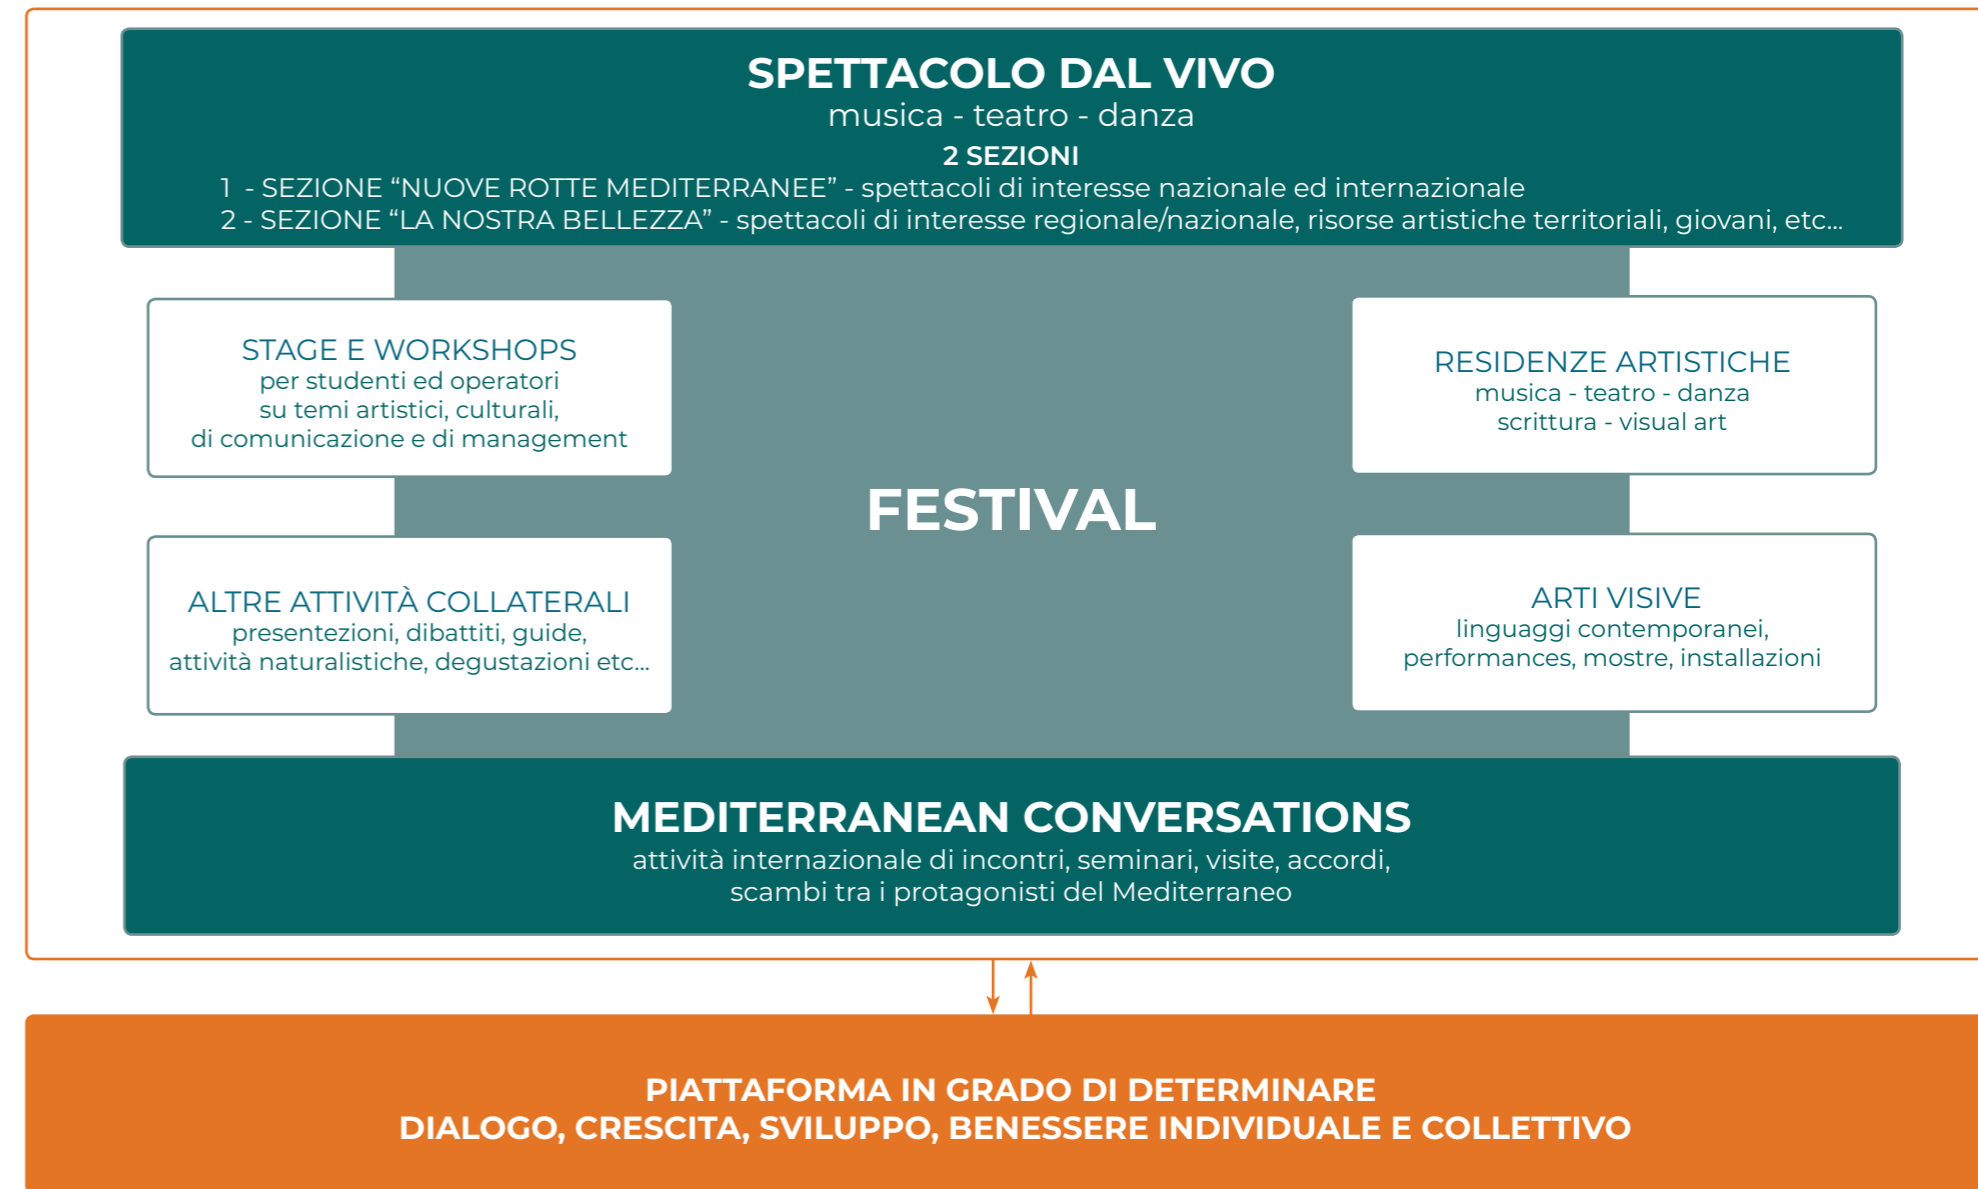 SPETTACOLO DAL VIVO
musica - teatro - danza
2 SEZIONI
1 - SEZIONE “NUOVE ROTTE MEDITERRANEE” - spettacoli di interesse nazionale ed internazionale
2 - SEZIONE “LA NOSTRA BELLEZZA” - spettacoli di interesse regionale/nazionale, risorse artistiche territoriali, giovani, etc...
STAGE E WORKSHOPS
per studenti ed operatori
su temi artistici, culturali,
di comunicazione e di management
RESIDENZE ARTISTICHE
musica - teatro - danza
scrittura - visual art
FESTIVAL
ALTRE ATTIVITÀ COLLATERALI
presentezioni, dibattiti, guide,
attività naturalistiche, degustazioni etc...
ARTI VISIVE
linguaggi contemporanei,
performances, mostre, installazioni
MEDITERRANEAN CONVERSATIONS
attività internazionale di incontri, seminari, visite, accordi,
scambi tra i protagonisti del Mediterraneo
PIATTAFORMA IN GRADO DI DETERMINARE
DIALOGO, CRESCITA, SVILUPPO, BENESSERE INDIVIDUALE E COLLETTIVO